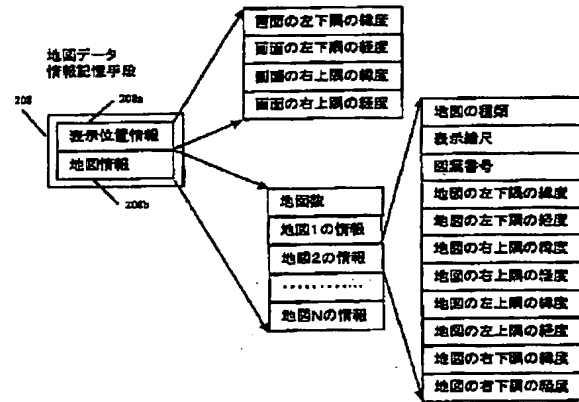 地図データ
情報記憶手段
208
208a
表示位置情報
地図情報
208b
画面の左下隅の緯度
画面の左下隅の経度
画面の右上隅の緯度
画面の右上隅の経度
地図数
地図1の情報
地図2の情報
…………
地図Nの情報
地図の種類
表示縮尺
図葉番号
地図の左下隅の緯度
地図の左下隅の経度
地図の右上隅の緯度
地図の右上隅の経度
地図の左上隅の緯度
地図の左上隅の経度
地図の右下隅の緯度
地図の右下隅の経度